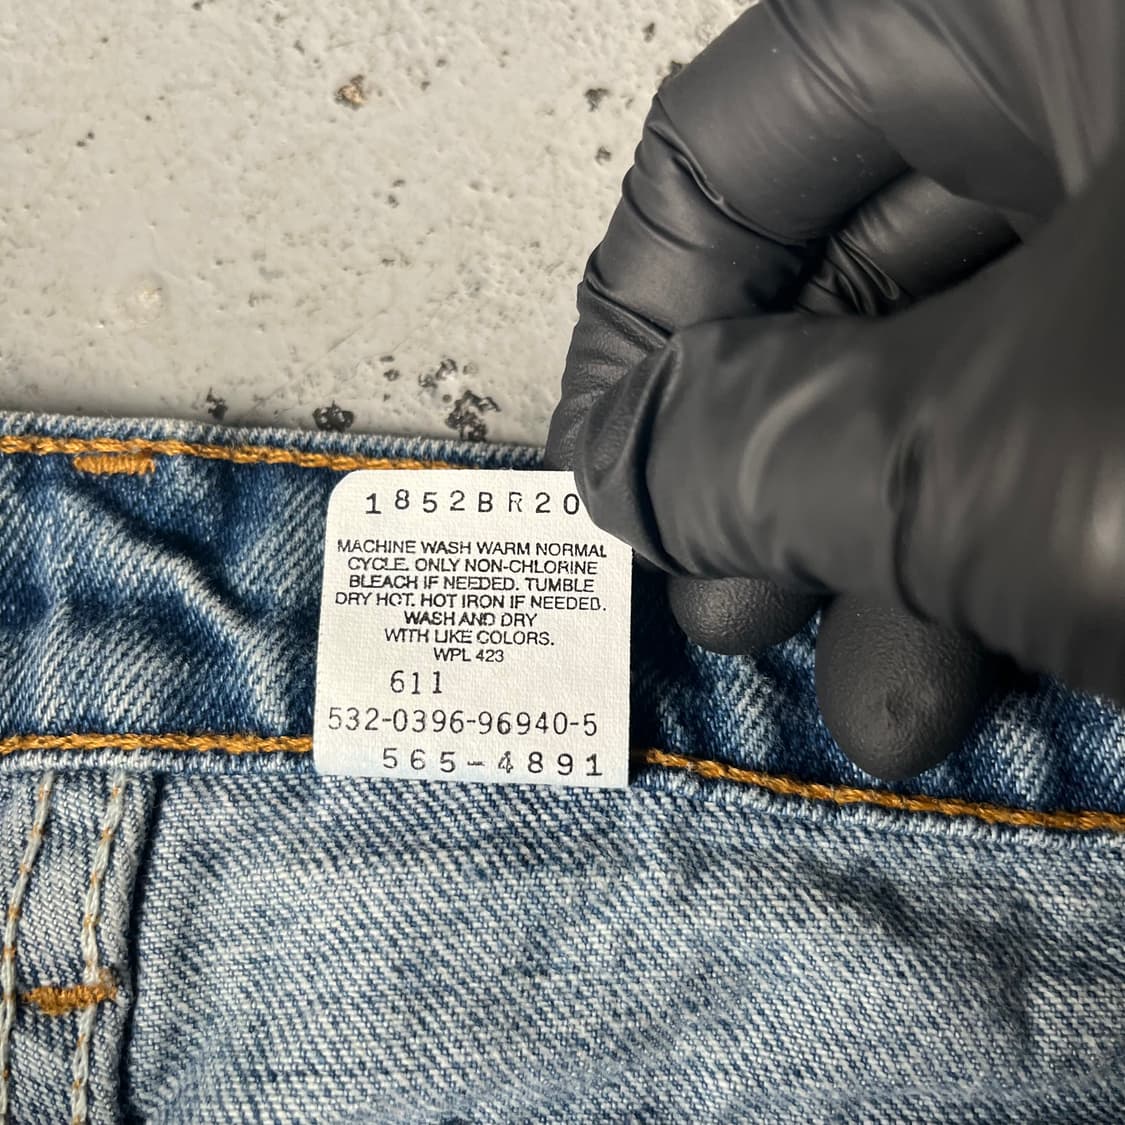 1852BR20
MACHINE WASH WARM NORMAL
CYCLE. ONLY NON-CHLORINE
BLEACH IF NEEDED. TUMBLE
DRY HOT. HOT IRON IF NEEDED.
WASH AND DRY
WITH LIKE COLORS.
WPL 423
611
532-0396-96940-5
565-4891